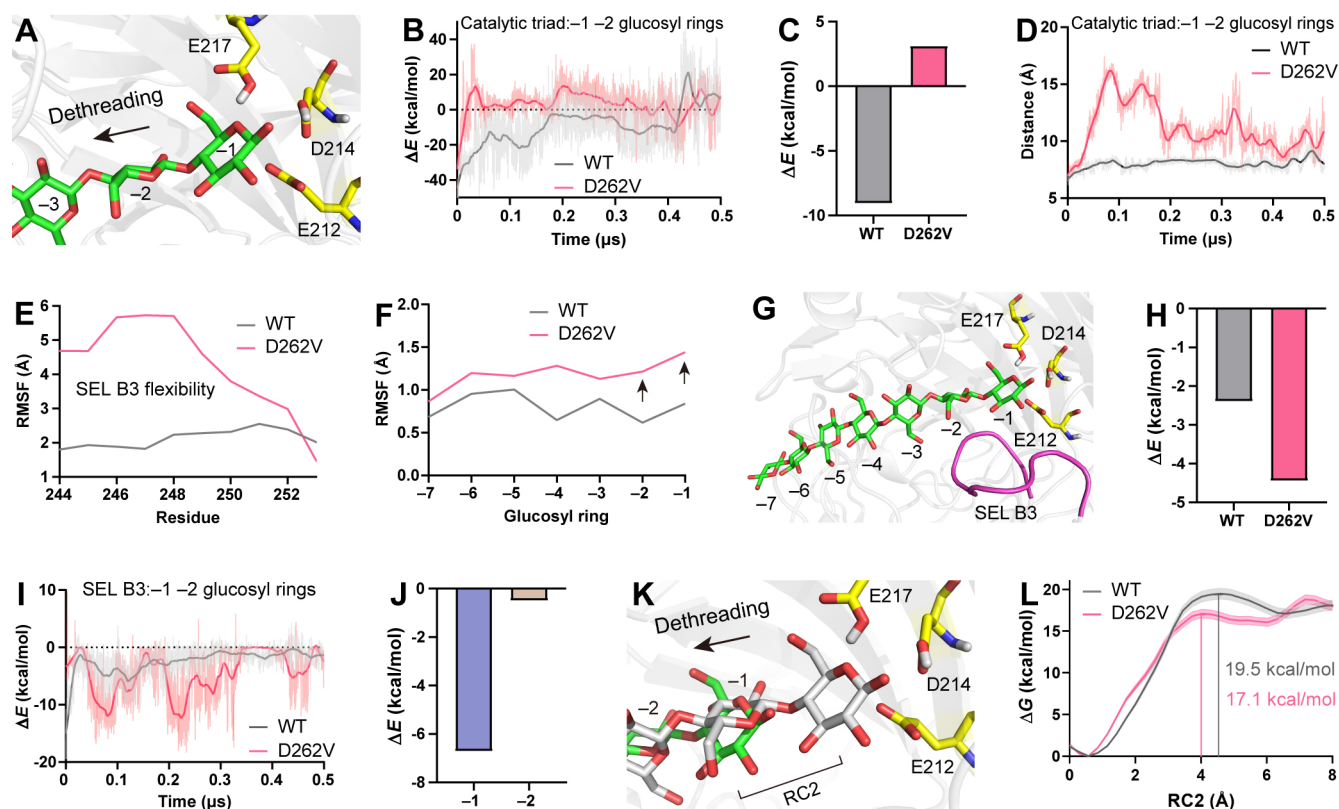 A
E217
Dethreading
D214
–1
–2
–3
E212
B
Catalytic triad:–1 –2 glucosyl rings
ΔE (kcal/mol)
40
20
0
-20
-40
WT
D262V
0 0.1 0.2 0.3 0.4 0.5
Time (μs)
C
ΔE (kcal/mol)
5
0
-5
-10
WT D262V
D
Catalytic triad:–1 –2 glucosyl rings
WT
D262V
Distance (Å)
20
15
10
5
0 0.1 0.2 0.3 0.4 0.5
Time (μs)
E
RMSF (Å)
6
5
4
3
2
1
WT
D262V
SEL B3 flexibility
244 246 248 250 252
Residue
F
RMSF (Å)
2.0
1.5
1.0
0.5
0.0
WT
D262V
–7 –6 –5 –4 –3 –2 –1
Glucosyl ring
G
E217
D214
–1
–2
E212
–3
–4
–5
–6
–7
SEL B3
H
ΔE (kcal/mol)
0
-1
-2
-3
-4
-5
WT D262V
I
SEL B3:–1 –2 glucosyl rings
ΔE (kcal/mol)
10
0
-10
-20
WT
D262V
0 0.1 0.2 0.3 0.4 0.5
Time (μs)
J
ΔE (kcal/mol)
0
-2
-4
-6
-8
–1 –2
K
E217
Dethreading
D214
–1
–2
E212
RC2
L
WT
D262V
ΔG (kcal/mol)
20
15
10
5
0
19.5 kcal/mol
17.1 kcal/mol
0 2 4 6 8
RC2 (Å)